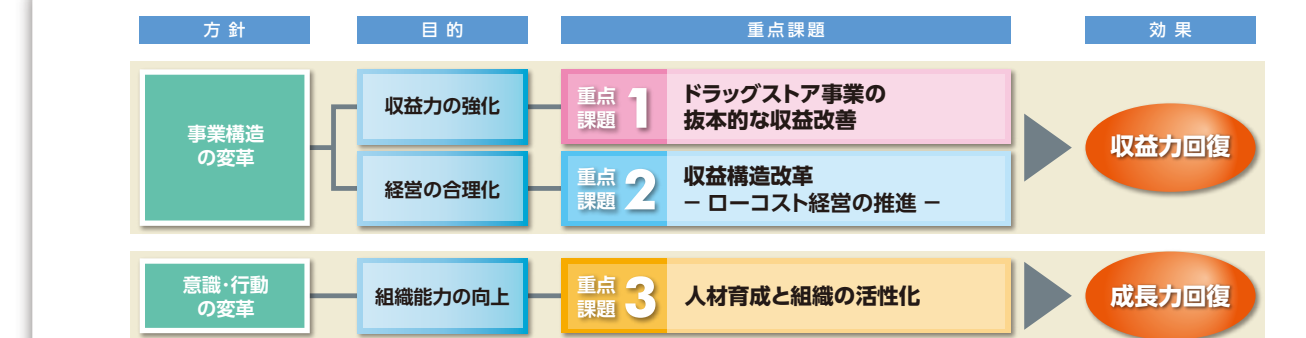 方針
目的
重点課題
効果
事業構造
の変革
収益力の強化
重点
課題
1
ドラッグストア事業の
抜本的な収益改善
経営の合理化
重点
課題
2
収益構造改革
− ローコスト経営の推進 −
収益力回復
意識・行動
の変革
組織能力の向上
重点
課題
3
人材育成と組織の活性化
成長力回復